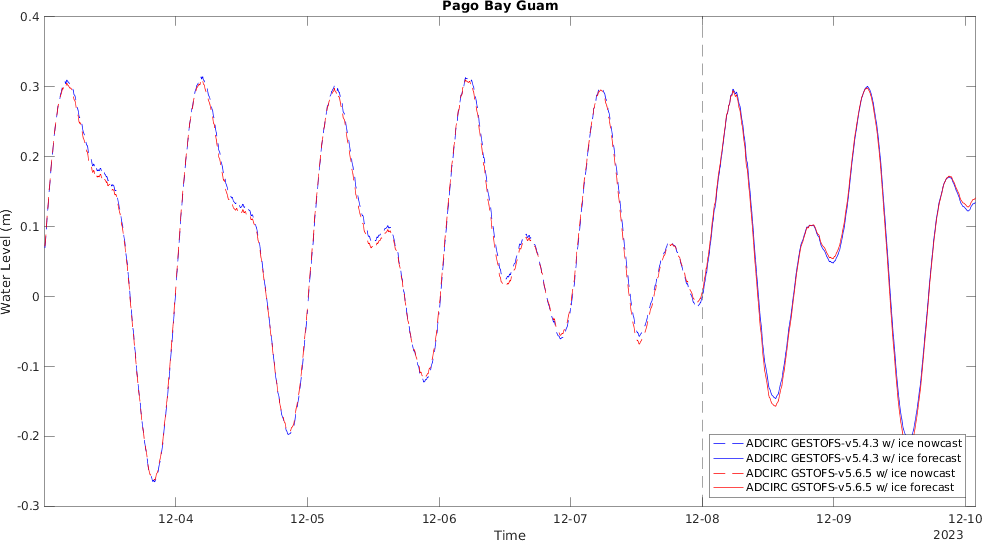 Pago Bay Guam
0.4
0.3
0.2
0.1
0
-0.1
-0.2
-0.3
Water Level (m)
ADCIRC GESTOFS-v5.4.3 w/ ice nowcast
ADCIRC GESTOFS-v5.4.3 w/ ice forecast
ADCIRC GSTOFS-v5.6.5 w/ ice nowcast
ADCIRC GSTOFS-v5.6.5 w/ ice forecast
12-04 12-05 12-06 12-07 12-08 12-09 12-10
Time
2023